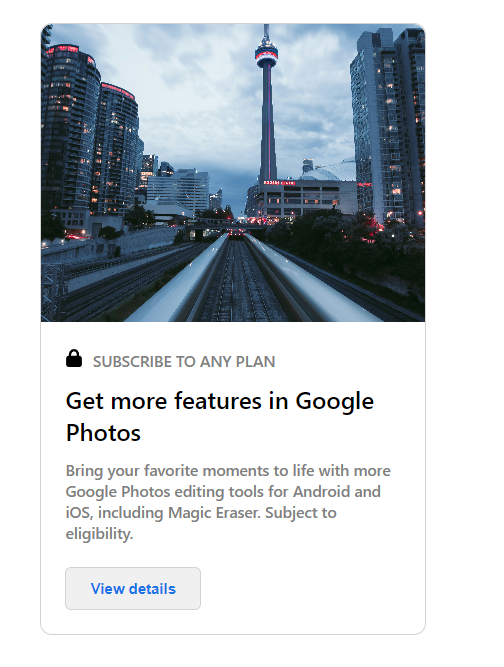 SUBSCRIBE TO ANY PLAN
Get more features in Google
Photos
Bring your favorite moments to life with more
Google Photos editing tools for Android and
iOS, including Magic Eraser. Subject to
eligibility.
View details